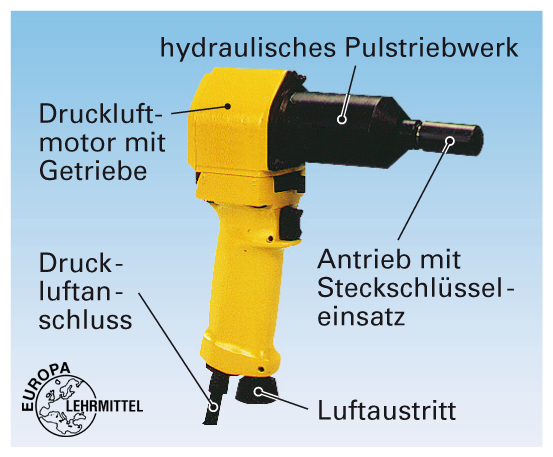 hydraulisches Pulstriebwerk
Druckluft-
motor mit
Getriebe
Druck-
luftan-
schluss
Antrieb mit
Steckschlüssel-
einsatz
Luftaustritt
EUROPA
LEHRMITTEL